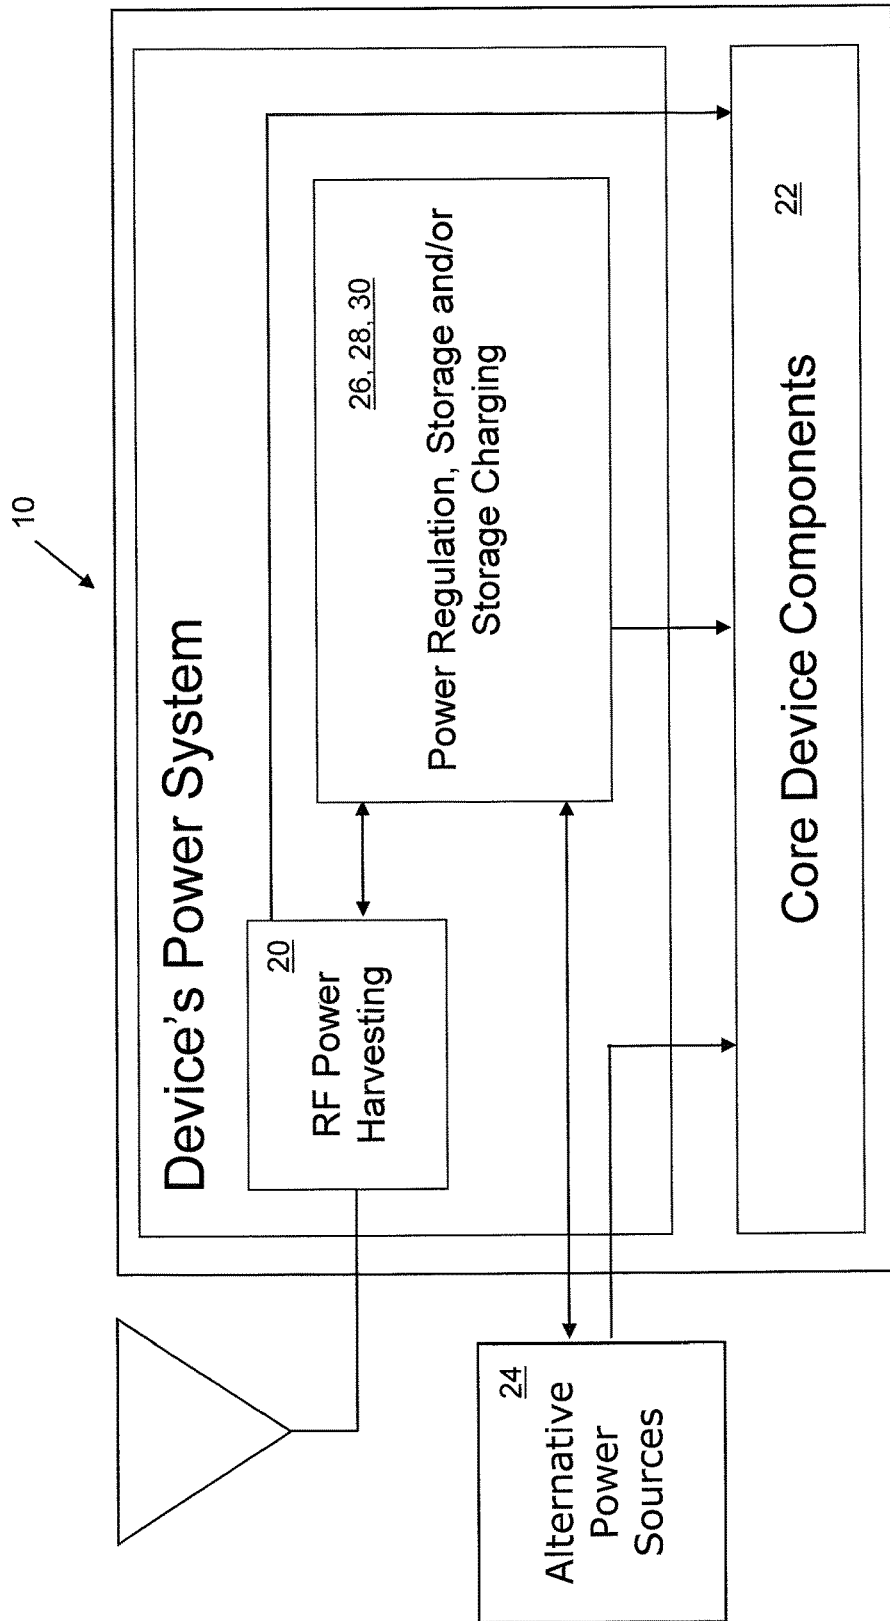 10
Device's Power System
20
RF Power
Harvesting
26, 28, 30
Power Regulation, Storage and/or
Storage Charging
24
Alternative
Power
Sources
Core Device Components
22